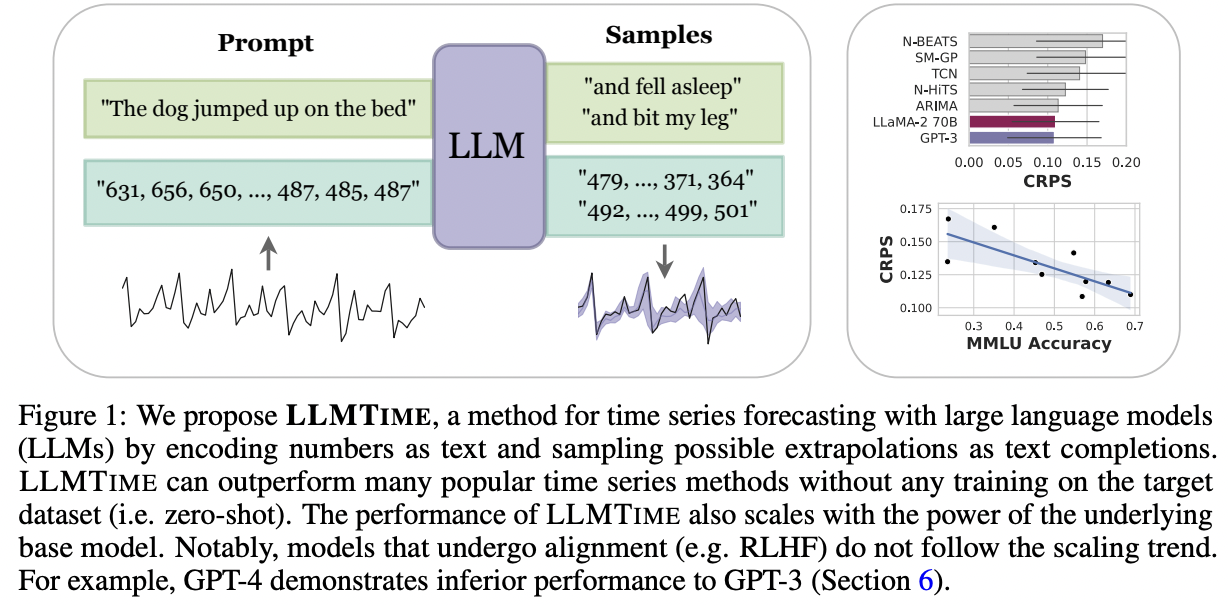 Prompt
Samples
"The dog jumped up on the bed"
LLM
"and fell asleep"
"and bit my leg"
"631, 656, 650, ..., 487, 485, 487"
"479, ..., 371, 364"
"492, ..., 499, 501"
N-BEATS
SM-GP
TCN
N-HiTS
ARIMA
LLaMA-2 70B
GPT-3
0.00 0.05 0.10 0.15 0.20
CRPS
0.175
0.150
0.125
0.100
CRPS
0.3 0.4 0.5 0.6 0.7
MMLU Accuracy
Figure 1: We propose LLMTIME, a method for time series forecasting with large language models
(LLMs) by encoding numbers as text and sampling possible extrapolations as text completions.
LLMTIME can outperform many popular time series methods without any training on the target
dataset (i.e. zero-shot). The performance of LLMTIME also scales with the power of the underlying
base model. Notably, models that undergo alignment (e.g. RLHF) do not follow the scaling trend.
For example, GPT-4 demonstrates inferior performance to GPT-3 (Section 6).